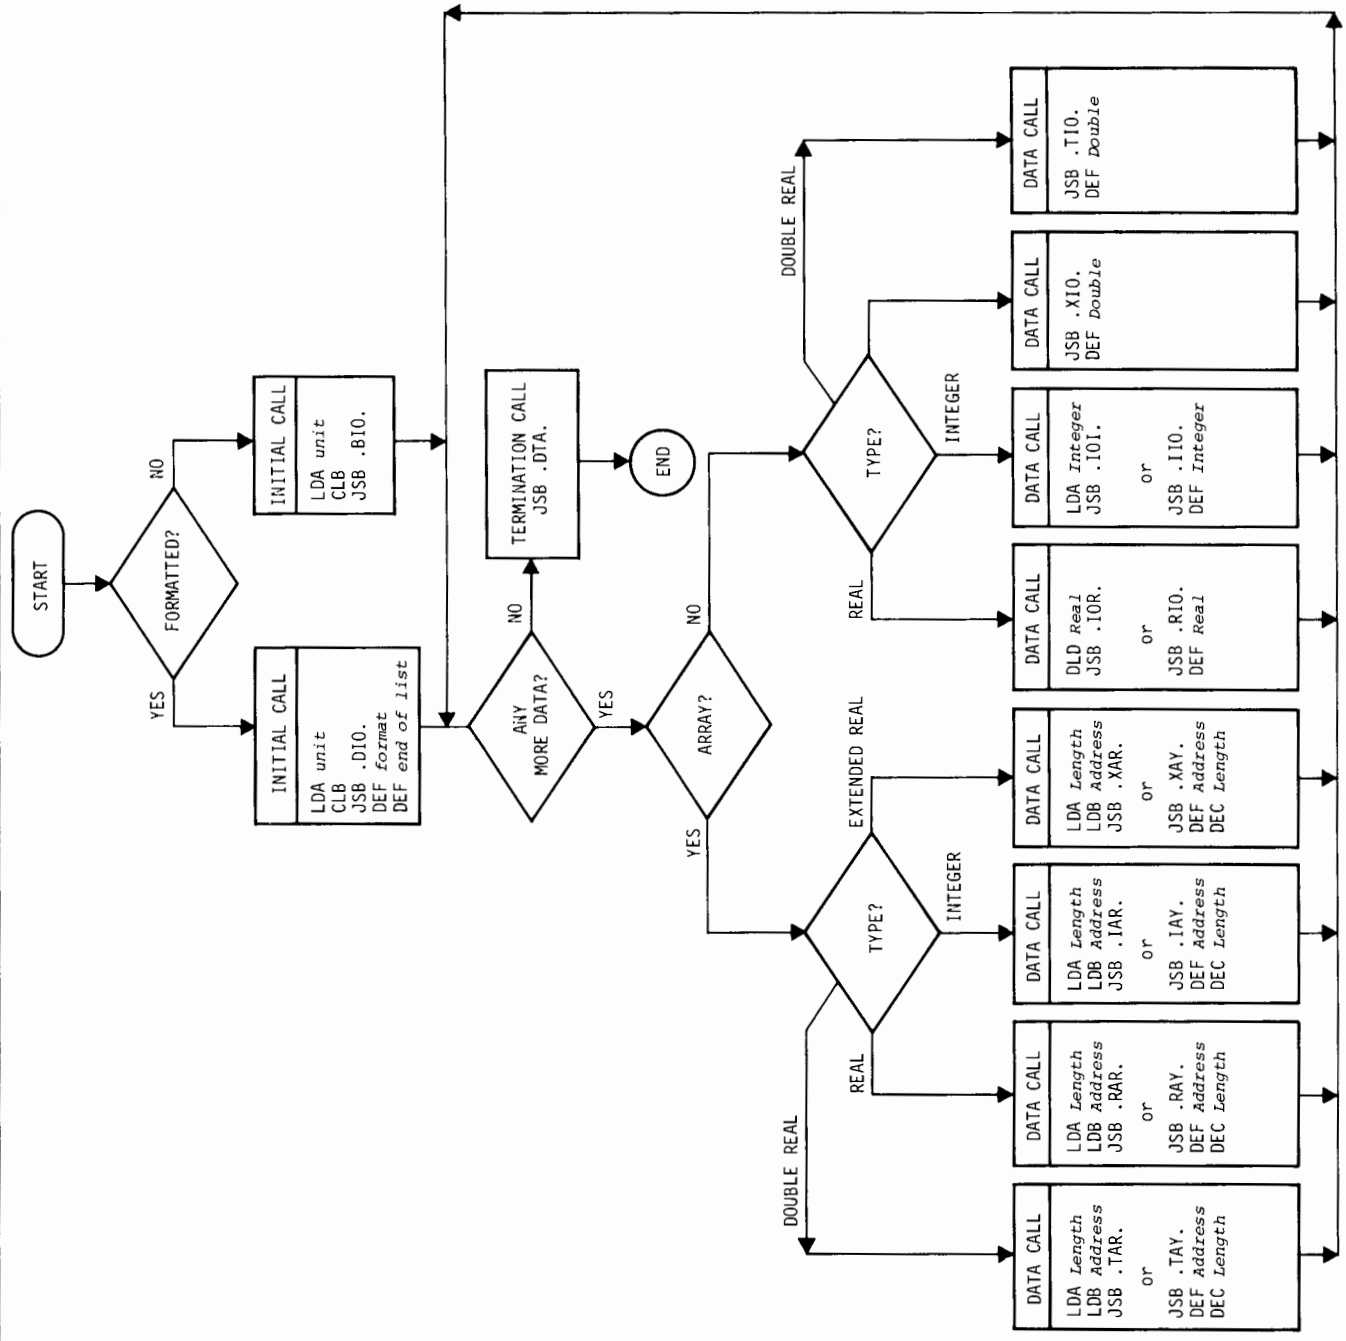 START
FORMATTED?
YES
NO
INITIAL CALL
LDA unit
CLB
JSB .DIO.
DEF format
DEF end of list
INITIAL CALL
LDA unit
CLB
JSB .BIO.
ANY
MORE DATA?
NO
YES
TERMINATION CALL
JSB .DTA.
END
ARRAY?
YES
NO
TYPE?
DOUBLE REAL
REAL
INTEGER
EXTENDED REAL
TYPE?
REAL
INTEGER
DOUBLE REAL
DATA CALL
LDA Length
LDB Address
JSB .TAR.
or
JSB .TAY.
DEF Address
DEC Length
DATA CALL
LDA Length
LDB Address
JSB .RAR.
or
JSB .RAY.
DEF Address
DEC Length
DATA CALL
LDA Length
LDB Address
JSB .IAR.
or
JSB .IAY.
DEF Address
DEC Length
DATA CALL
LDA Length
LDB Address
JSB .XAR.
or
JSB .XAY.
DEF Address
DEC Length
DATA CALL
DLD Real
JSB .IOR.
or
JSB .RIO.
DEF Real
DATA CALL
LDA Integer
JSB .IOI.
or
JSB .IIO.
DEF Integer
DATA CALL
JSB .XIO.
DEF Double
DATA CALL
JSB .TIO.
DEF Double